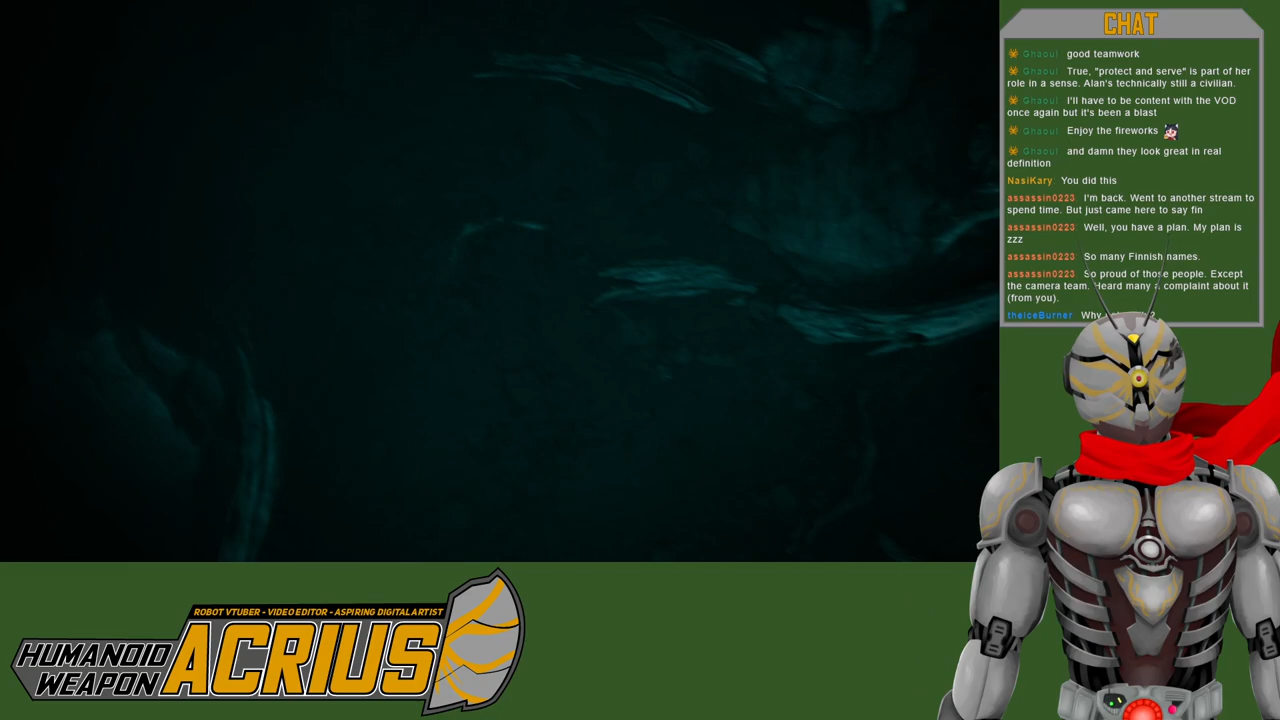 CHAT
Ghaoul good teamwork
Ghaoul True, "protect and serve" is part of her
role in a sense. Alan's technically still a civilian.
Ghaoul I'll have to be content with the VOD
once again but it's been a blast
Ghaoul Enjoy the fireworks
Ghaoul and damn they look great in real
definition
NasiKary You did this
assassin0223 I'm back. Went to another stream to
spend time. But just came here to say fin
assassin0223 Well, you have a plan. My plan is
zzz
assassin0223 So many Finnish names.
assassin0223 So proud of those people. Except
the camera team. Heard many a complaint about it
(from you).
theIceBurner Why
ROBOT VTUBER - VIDEO EDITOR - ASPIRING DIGITAL ARTIST
HUMANOID
WEAPON
ACRIUS